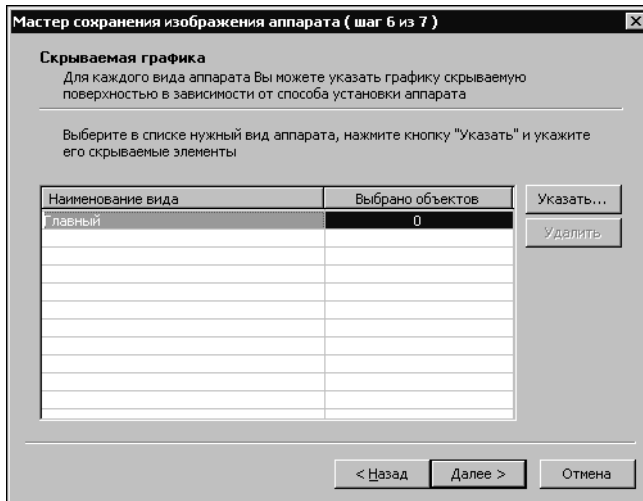 Мастер сохранения изображения аппарата ( шаг 6 из 7 )
Скрываемая графика
Для каждого вида аппарата Вы можете указать графику скрываемую
поверхностью в зависимости от способа установки аппарата
Выберите в списке нужный вид аппарата, нажмите кнопку "Указать" и укажите
его скрываемые элементы
Наименование вида Выбрано объектов Указать...
Главный 0
Удалить
< Назад Далее > Отмена